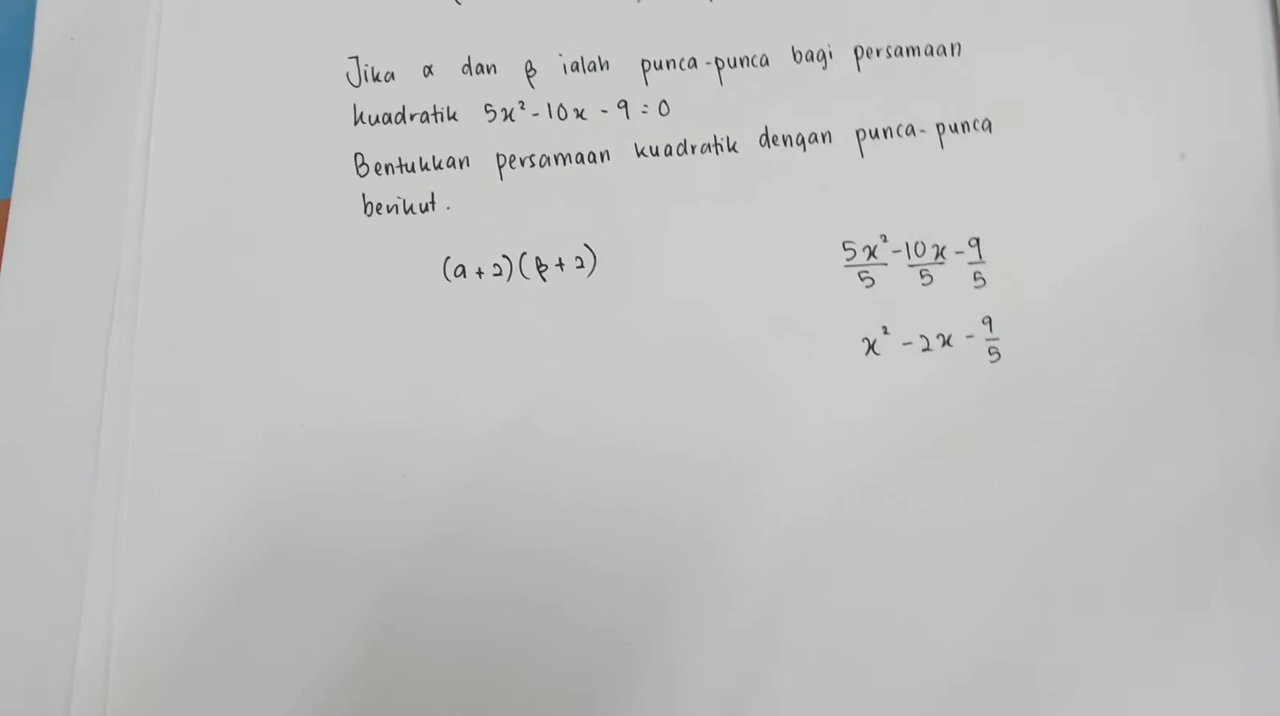 Jika α dan β ialah punca-punca bagi persamaan
kuadratik 5x² - 10x - 9 = 0
Bentukkan persamaan kuadratik dengan punca-punca
berikut.
(a + 2)(β + 2)
5x²/5 - 10x/5 - 9/5
x² - 2x - 9/5